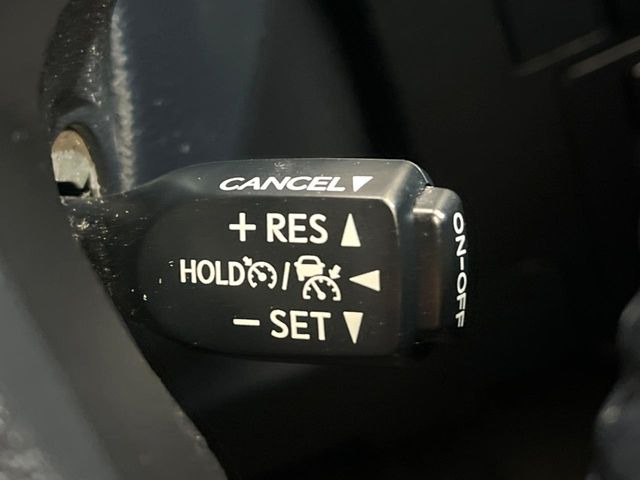 CANCEL▼
+ RES ▲
HOLD / ◀
− SET ▼
ON-OFF